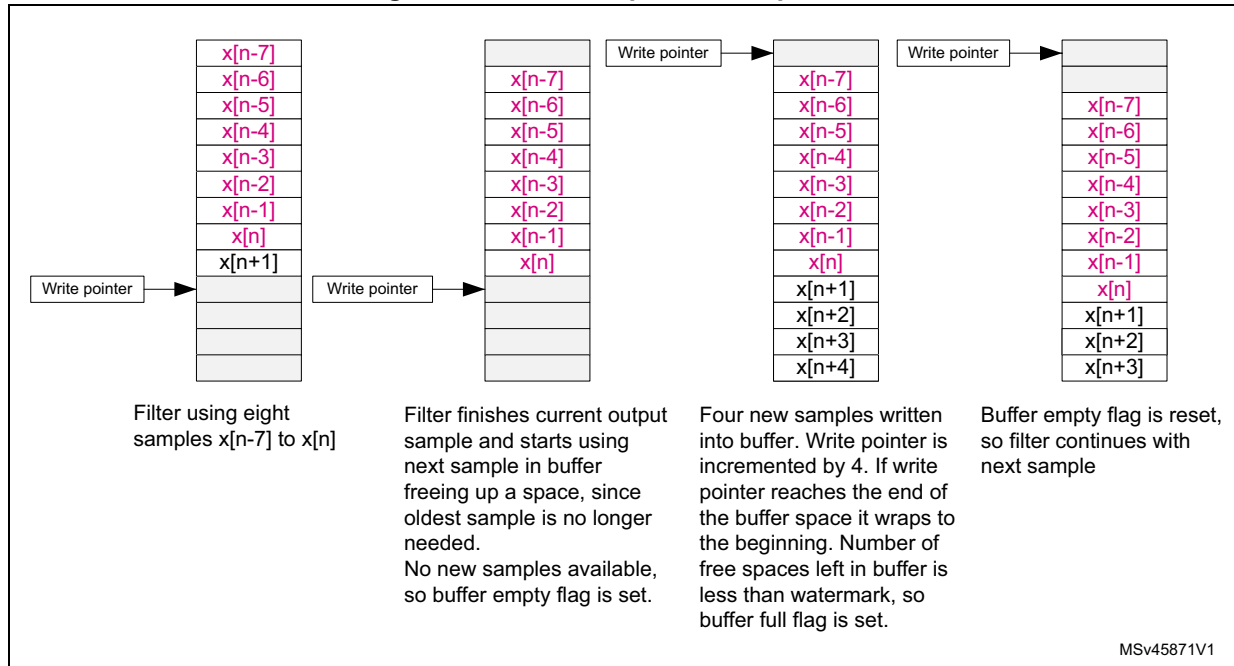 x[n-7]
x[n-6]
x[n-5]
x[n-4]
x[n-3]
x[n-2]
x[n-1]
x[n]
x[n+1]
Write pointer
Filter using eight
samples x[n-7] to x[n]
x[n-7]
x[n-6]
x[n-5]
x[n-4]
x[n-3]
x[n-2]
x[n-1]
x[n]
Write pointer
Filter finishes current output
sample and starts using
next sample in buffer
freeing up a space, since
oldest sample is no longer
needed.
No new samples available,
so buffer empty flag is set.
Write pointer
x[n-7]
x[n-6]
x[n-5]
x[n-4]
x[n-3]
x[n-2]
x[n-1]
x[n]
x[n+1]
x[n+2]
x[n+3]
x[n+4]
Four new samples written
into buffer. Write pointer is
incremented by 4. If write
pointer reaches the end of
the buffer space it wraps to
the beginning. Number of
free spaces left in buffer is
less than watermark, so
buffer full flag is set.
Write pointer
x[n-7]
x[n-6]
x[n-5]
x[n-4]
x[n-3]
x[n-2]
x[n-1]
x[n]
x[n+1]
x[n+2]
x[n+3]
Buffer empty flag is reset,
so filter continues with
next sample
MSv45871V1